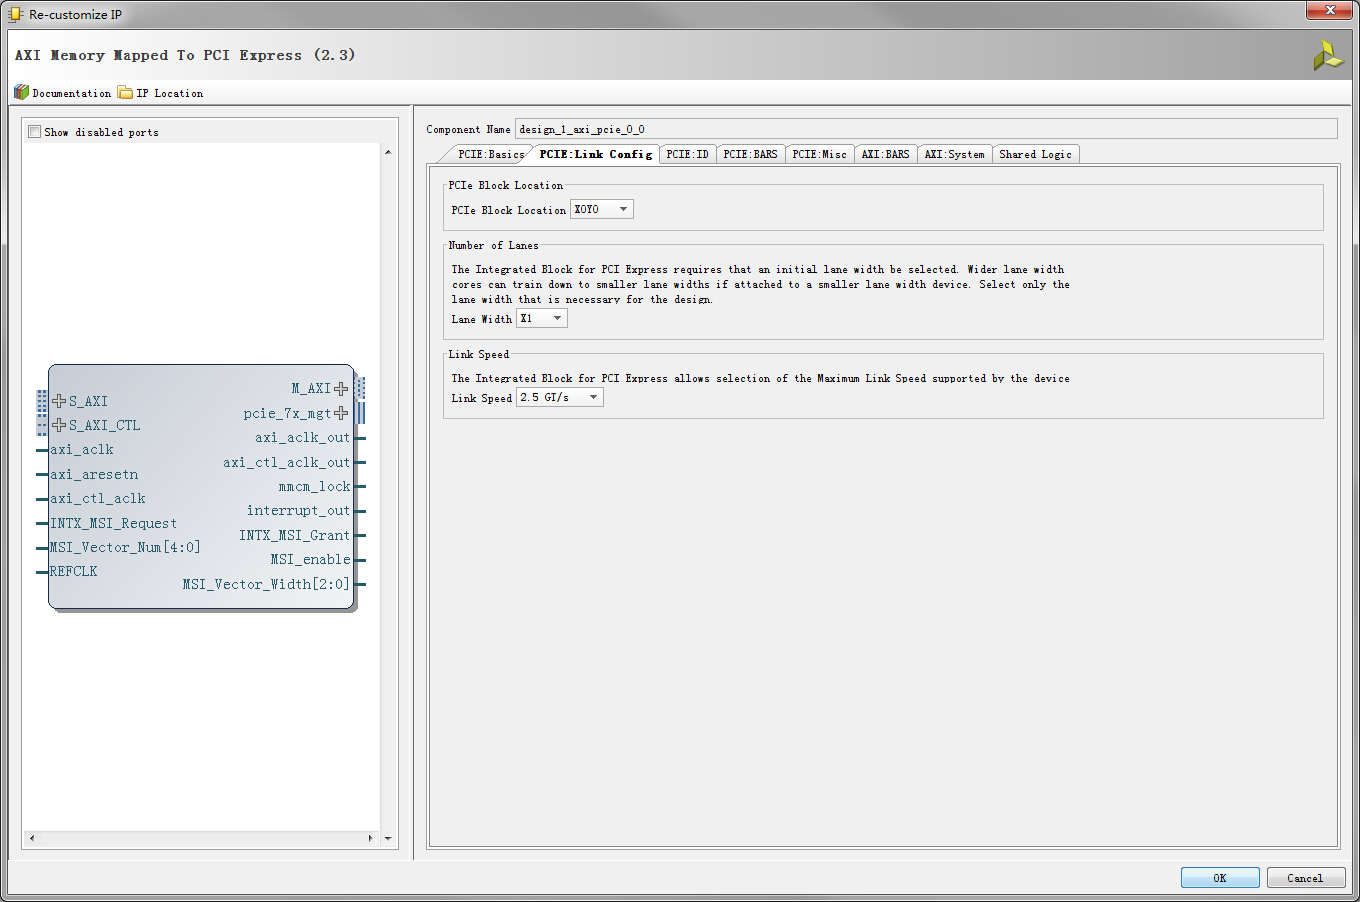 Re-customize IP
AXI Memory Mapped To PCI Express (2.3)
Documentation IP Location
Show disabled ports
S_AXI
S_AXI_CTL
axi_aclk
axi_aresetn
axi_ctl_aclk
INTX_MSI_Request
MSI_Vector_Num[4:0]
REFCLK
M_AXI
pcie_7x_mgt
axi_aclk_out
axi_ctl_aclk_out
mmcm_lock
interrupt_out
INTX_MSI_Grant
MSI_enable
MSI_Vector_Width[2:0]
Component Name design_1_axi_pcie_0_0
PCIE:Basics PCIE:Link Config PCIE:ID PCIE:BARS PCIE:Misc AXI:BARS AXI:System Shared Logic
PCIe Block Location
PCIe Block Location X0Y0
Number of Lanes
The Integrated Block for PCI Express requires that an initial lane width be selected. Wider lane width
cores can train down to smaller lane widths if attached to a smaller lane width device. Select only the
lane width that is necessary for the design.
Lane Width X1
Link Speed
The Integrated Block for PCI Express allows selection of the Maximum Link Speed supported by the device
Link Speed 2.5 GT/s
OK Cancel